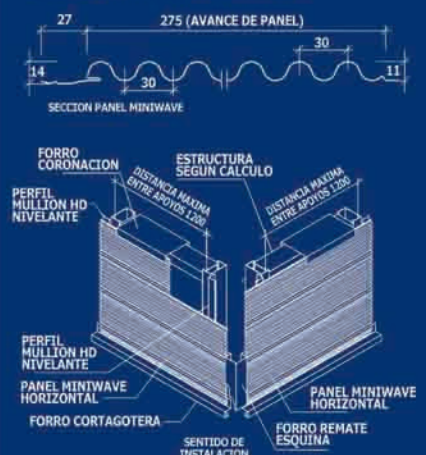 27
275 (AVANCE DE PANEL)
30
14
30
11
SECCION PANEL MINIWAVE
FORRO
CORONACION
ESTRUCTURA
SEGUN CALCULO
DISTANCIA MAXIMA
ENTRE APOYOS 1200
DISTANCIA MAXIMA
ENTRE APOYOS 1200
PERFIL
MULLION HD
NIVELANTE
PERFIL
MULLION HD
NIVELANTE
PANEL MINIWAVE
HORIZONTAL
PANEL MINIWAVE
HORIZONTAL
FORRO CORTAGOTERA
FORRO REMATE
ESQUINA
SENTIDO DE
INSTALACION